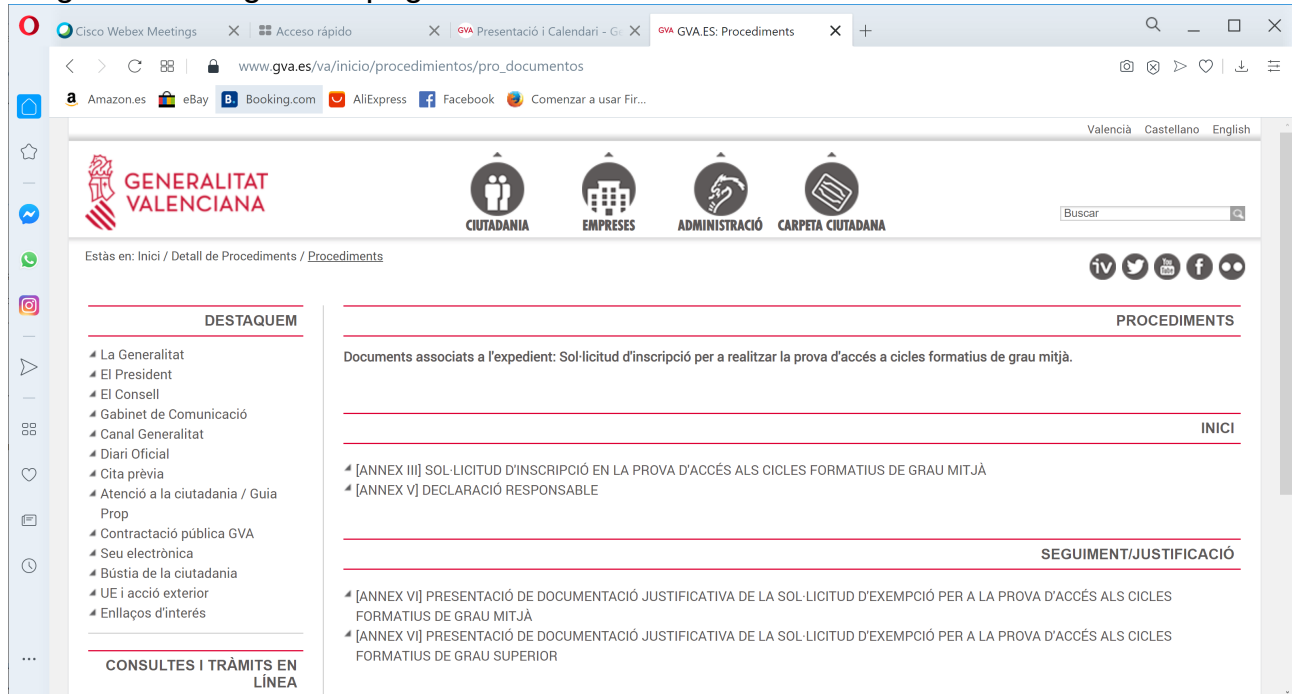 Cisco Webex Meetings
Acceso rápido
GVA Presentació i Calendari - Ge
GVA GVA.ES: Procediments
www.gva.es/va/inicio/procedimientos/pro_documentos
Amazon.es eBay Booking.com AliExpress Facebook Comenzar a usar Fir...
Valencià Castellano English
GENERALITAT
VALENCIANA
CIUTADANIA EMPRESES ADMINISTRACIÓ CARPETA CIUTADANA
Buscar
Estàs en: Inici / Detall de Procediments / Procediments
DESTAQUEM
La Generalitat
El President
El Consell
Gabinet de Comunicació
Canal Generalitat
Diari Oficial
Cita prèvia
Atenció a la ciutadania / Guia
Prop
Contractació pública GVA
Seu electrònica
Bústia de la ciutadania
UE i acció exterior
Enllaços d'interés
CONSULTES I TRÀMITS EN
LÍNEA
PROCEDIMENTS
Documents associats a l'expedient: Sol·licitud d'inscripció per a realitzar la prova d'accés a cicles formatius de grau mitjà.
INICI
[ANNEX III] SOL·LICITUD D'INSCRIPCIÓ EN LA PROVA D'ACCÉS ALS CICLES FORMATIUS DE GRAU MITJÀ
[ANNEX V] DECLARACIÓ RESPONSABLE
SEGUIMENT/JUSTIFICACIÓ
[ANNEX VI] PRESENTACIÓ DE DOCUMENTACIÓ JUSTIFICATIVA DE LA SOL·LICITUD D'EXEMPCIÓ PER A LA PROVA D'ACCÉS ALS CICLES
FORMATIUS DE GRAU MITJÀ
[ANNEX VI] PRESENTACIÓ DE DOCUMENTACIÓ JUSTIFICATIVA DE LA SOL·LICITUD D'EXEMPCIÓ PER A LA PROVA D'ACCÉS ALS CICLES
FORMATIUS DE GRAU SUPERIOR